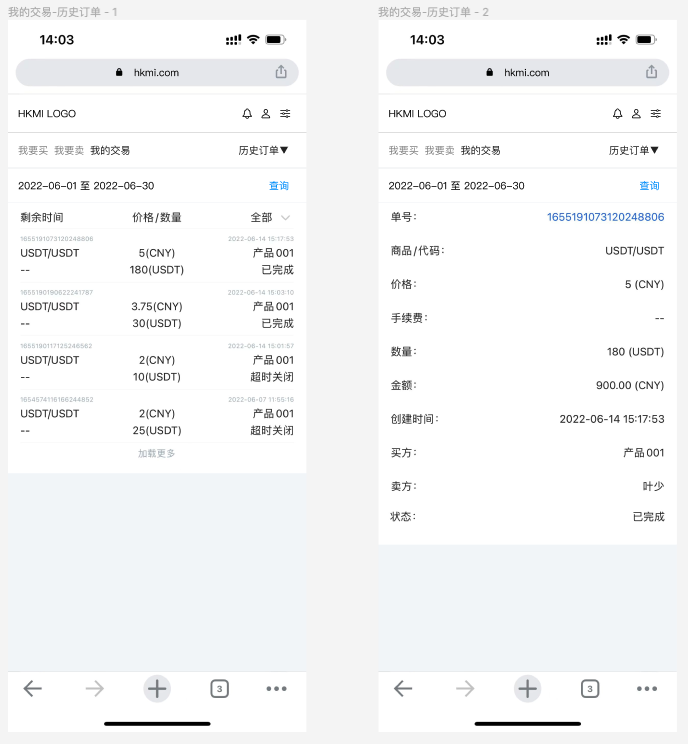 我的交易-历史订单 - 1
14:03
hkmi.com
HKMI LOGO
我要买 我要卖 我的交易 历史订单▼
2022-06-01 至 2022-06-30 查询
剩余时间 价格/数量 全部
1655191073120248806 2022-06-14 15:17:53
USDT/USDT 5(CNY) 产品 001
-- 180(USDT) 已完成
1655190190622241787 2022-06-14 15:03:10
USDT/USDT 3.75(CNY) 产品 001
-- 30(USDT) 已完成
1655190117125246562 2022-06-14 15:01:57
USDT/USDT 2(CNY) 产品 001
-- 10(USDT) 超时关闭
1654574116168244852 2022-06-07 11:55:16
USDT/USDT 2(CNY) 产品 001
-- 25(USDT) 超时关闭
加载更多
3
我的交易-历史订单 - 2
14:03
hkmi.com
HKMI LOGO
我要买 我要卖 我的交易 历史订单▼
2022-06-01 至 2022-06-30 查询
单号： 1655191073120248806
商品/代码： USDT/USDT
价格： 5 (CNY)
手续费： --
数量： 180 (USDT)
金额： 900.00 (CNY)
创建时间： 2022-06-14 15:17:53
买方： 产品 001
卖方： 叶少
状态： 已完成
3